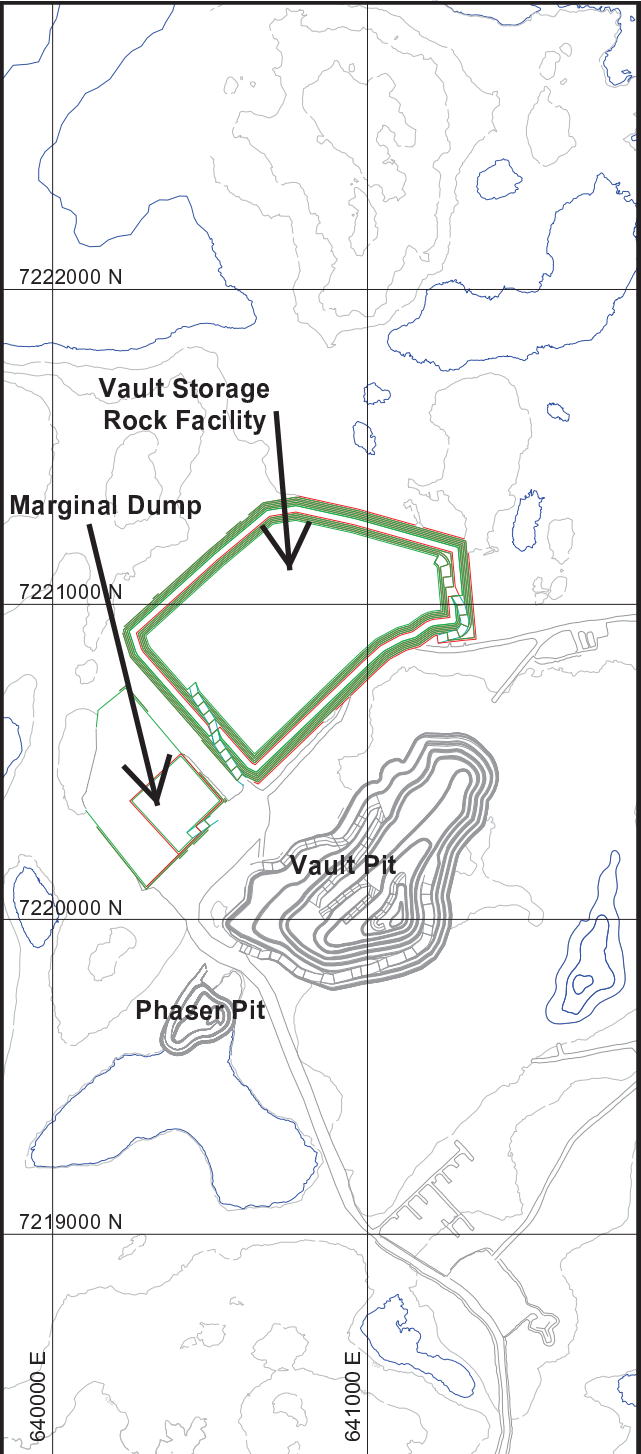 7222000 N
Vault Storage
Rock Facility
Marginal Dump
7221000 N
Vault Pit
7220000 N
Phaser Pit
7219000 N
640000 E
641000 E